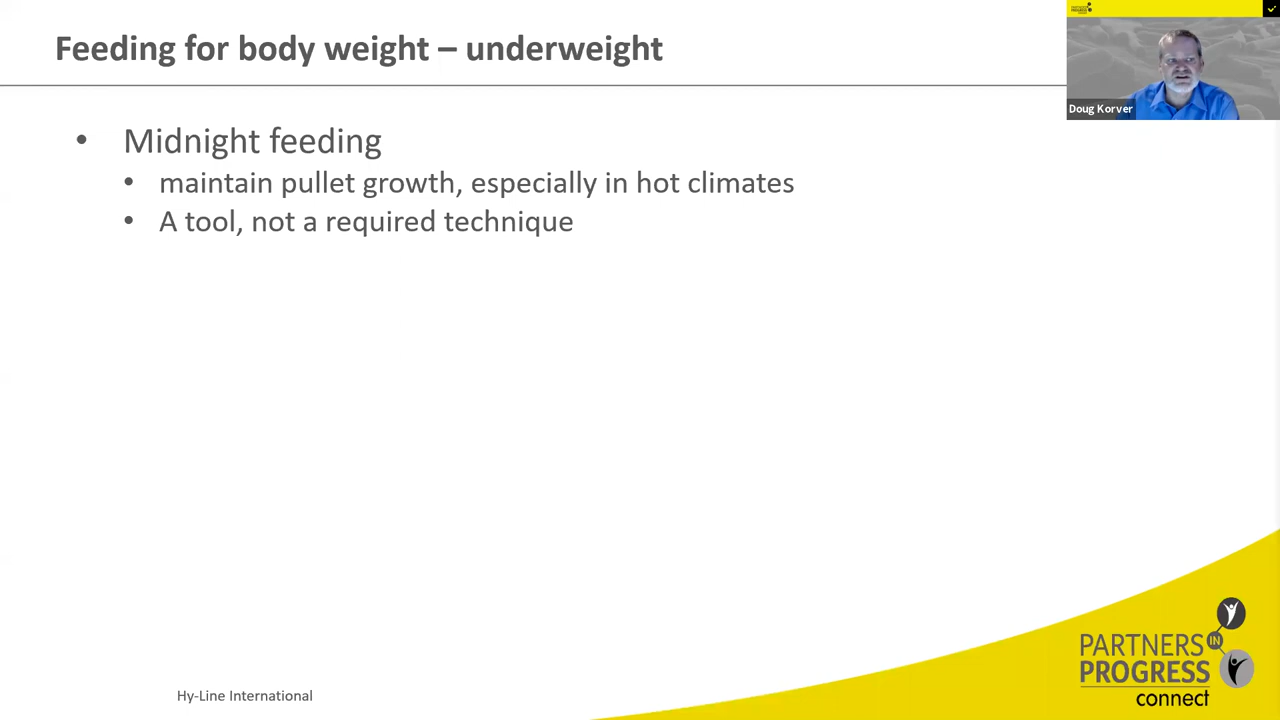 Feeding for body weight – underweight
Doug Korver
• Midnight feeding
• maintain pullet growth, especially in hot climates
• A tool, not a required technique
PARTNERS IN
PROGRESS
connect
Hy-Line International